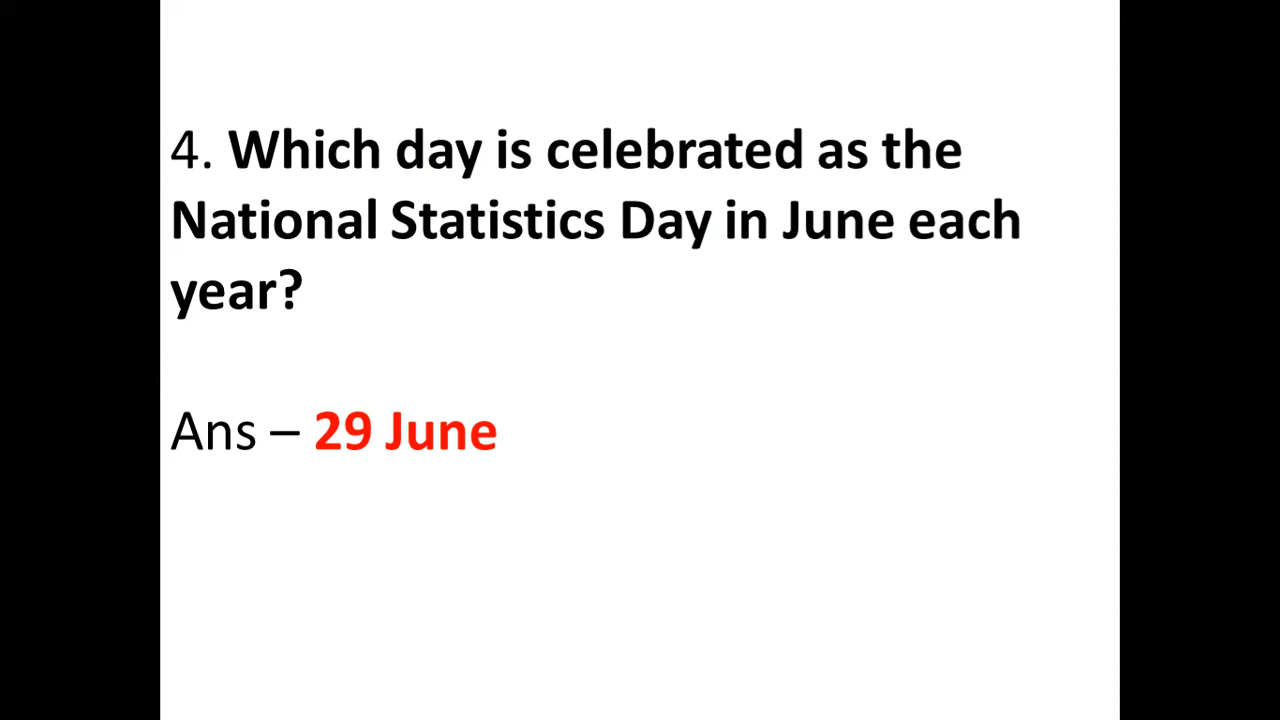 4. Which day is celebrated as the
National Statistics Day in June each
year?
Ans – 29 June